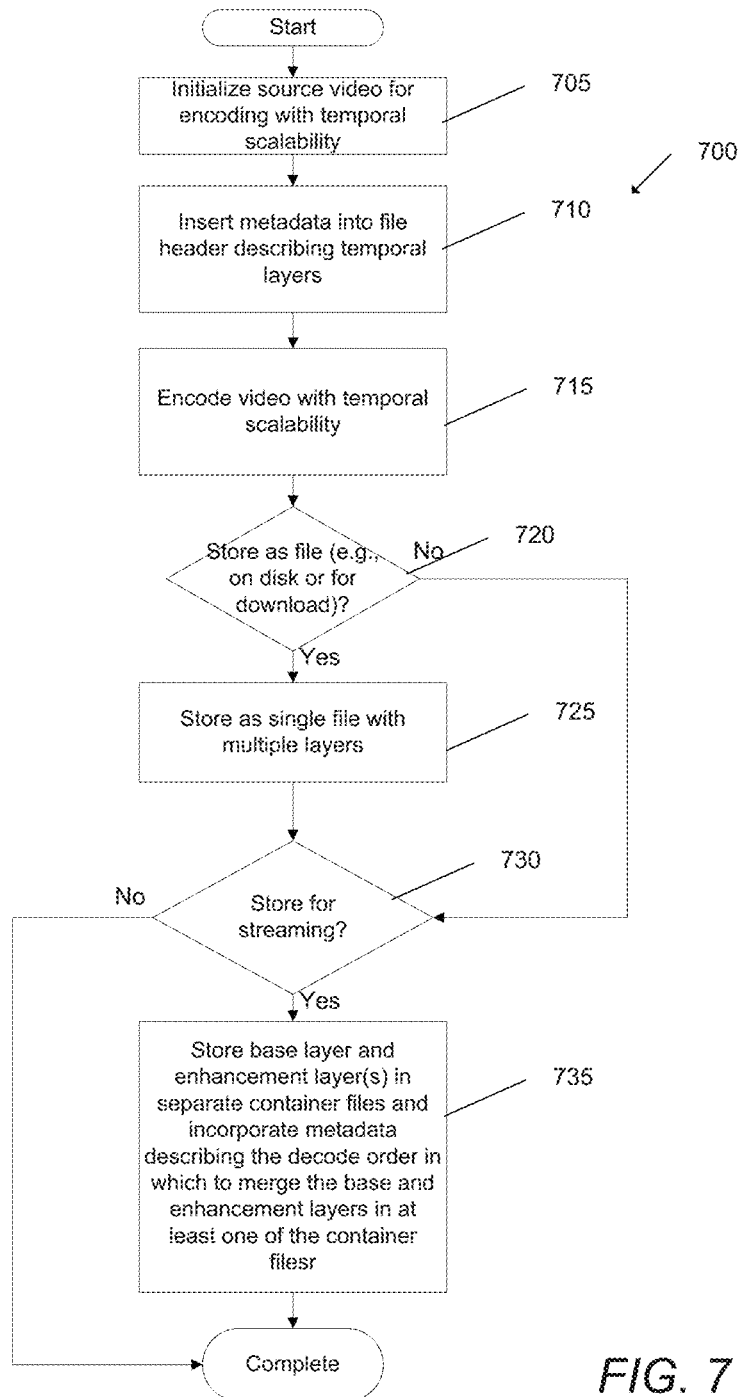 Start
Initialize source video for
encoding with temporal
scalability
705
700
Insert metadata into file
header describing temporal
layers
710
Encode video with temporal
scalability
715
Store as file (e.g.,
on disk or for
download)?
No
720
Yes
Store as single file with
multiple layers
725
730
No
Store for
streaming?
Yes
Store base layer and
enhancement layer(s) in
separate container files and
incorporate metadata
describing the decode order in
which to merge the base and
enhancement layers in at
least one of the container
filesr
735
Complete
FIG. 7